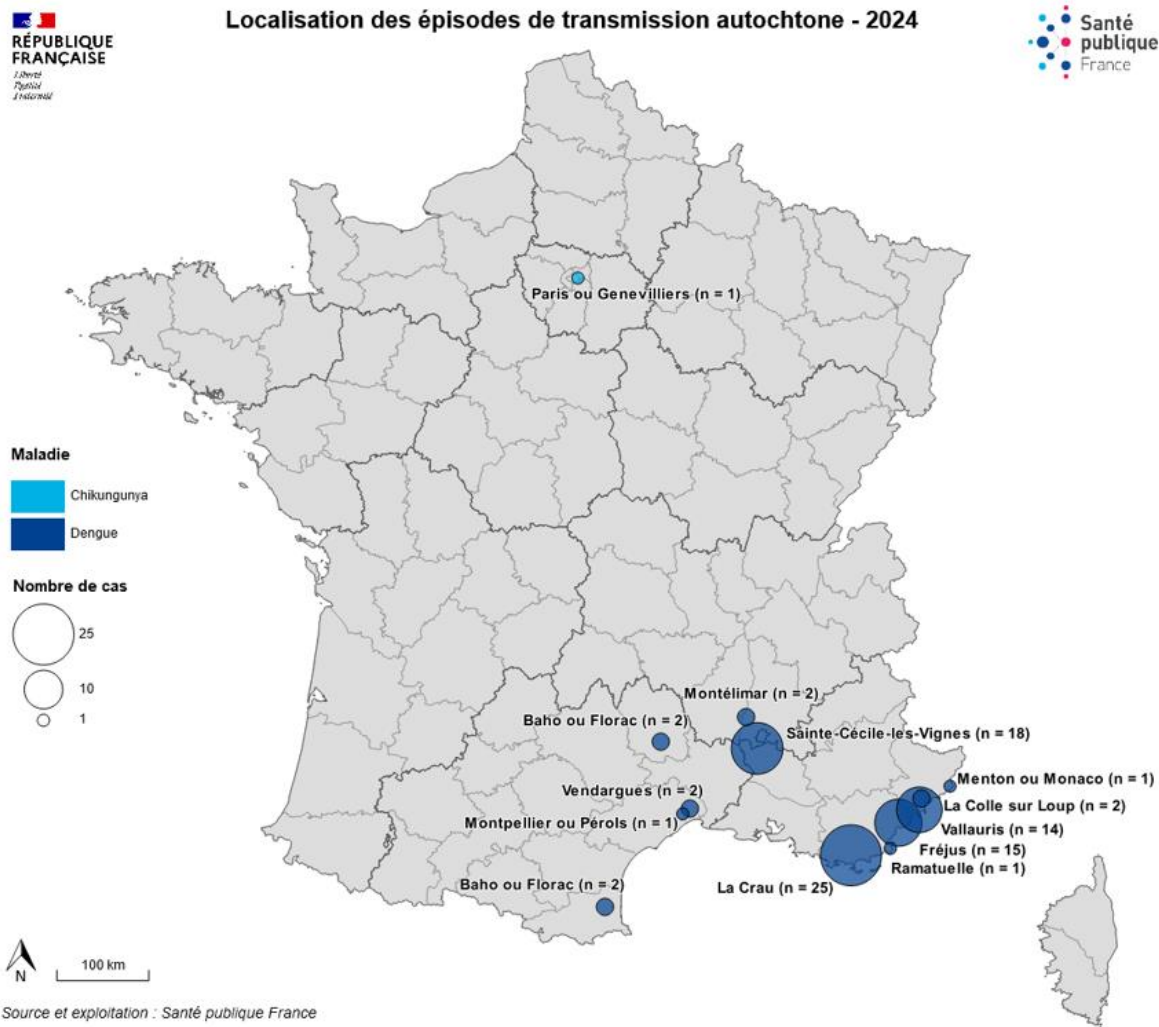 Localisation des épisodes de transmission autochtone - 2024
RÉPUBLIQUE
FRANÇAISE
Liberté
Égalité
Fraternité
Santé
publique
France
Paris ou Genevilliers (n = 1)
Maladie
Chikungunya
Dengue
Nombre de cas
25
10
1
Montélimar (n = 2)
Baho ou Florac (n = 2)
Sainte-Cécile-les-Vignes (n = 18)
Menton ou Monaco (n = 1)
Vendargues (n = 2)
La Colle sur Loup (n = 2)
Montpellier ou Pérols (n = 1)
Vallauris (n = 14)
Fréjus (n = 15)
Ramatuelle (n = 1)
Baho ou Florac (n = 2)
La Crau (n = 25)
N
100 km
Source et exploitation : Santé publique France